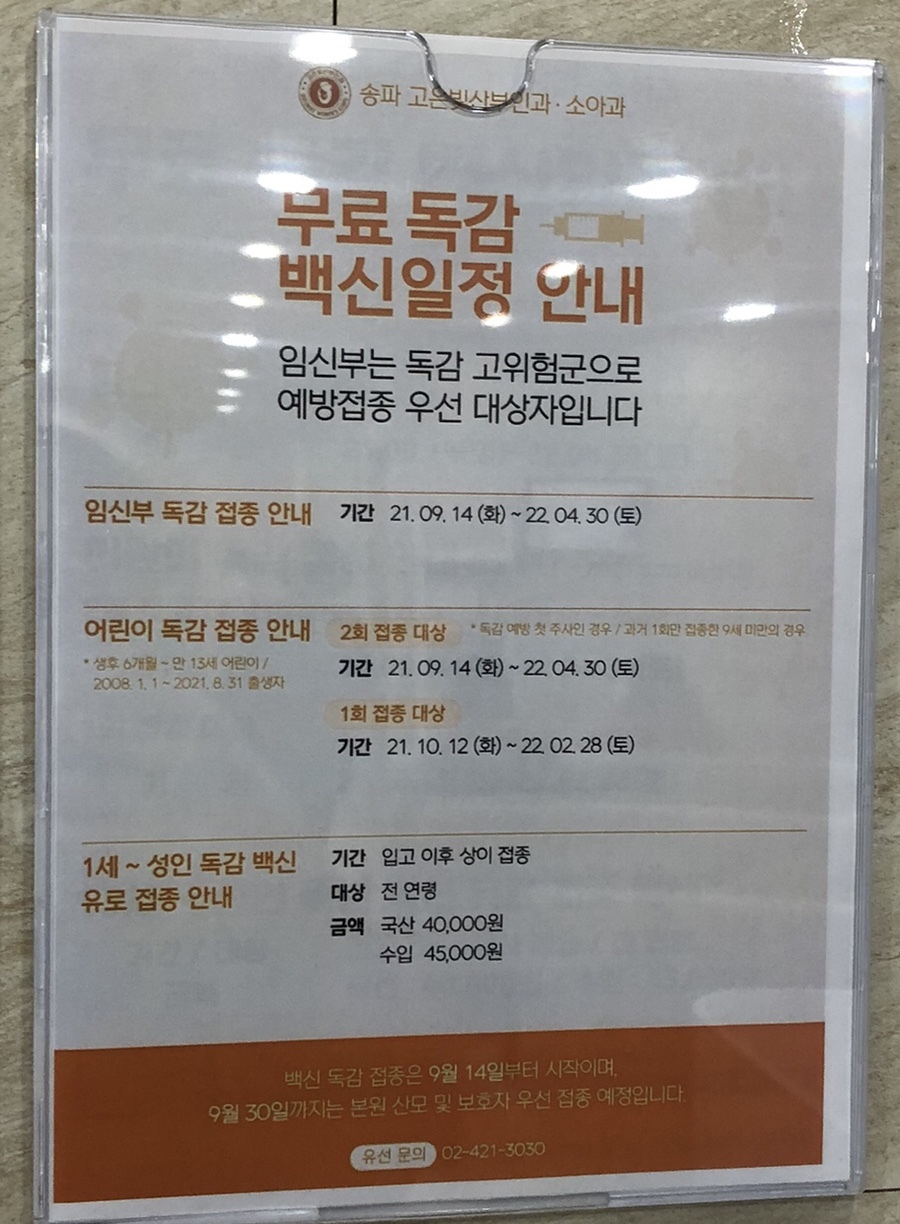 송파 고은빛산부인과 · 소아과
무료 독감
백신일정 안내
임신부는 독감 고위험군으로
예방접종 우선 대상자입니다
임신부 독감 접종 안내 기간 21. 09. 14 (화) ~ 22. 04. 30 (토)
어린이 독감 접종 안내 2회 접종 대상 * 독감 예방 첫 주사인 경우 / 과거 1회만 접종한 9세 미만의 경우
* 생후 6개월 ~ 만 13세 어린이 /
2008. 1. 1 ~ 2021. 8. 31 출생자
기간 21. 09. 14 (화) ~ 22. 04. 30 (토)
1회 접종 대상
기간 21. 10. 12 (화) ~ 22. 02. 28 (토)
1세 ~ 성인 독감 백신
유로 접종 안내
기간 입고 이후 상이 접종
대상 전 연령
금액 국산 40,000원
수입 45,000원
백신 독감 접종은 9월 14일부터 시작이며,
9월 30일까지는 본원 산모 및 보호자 우선 접종 예정입니다.
유선 문의 02-421-3030